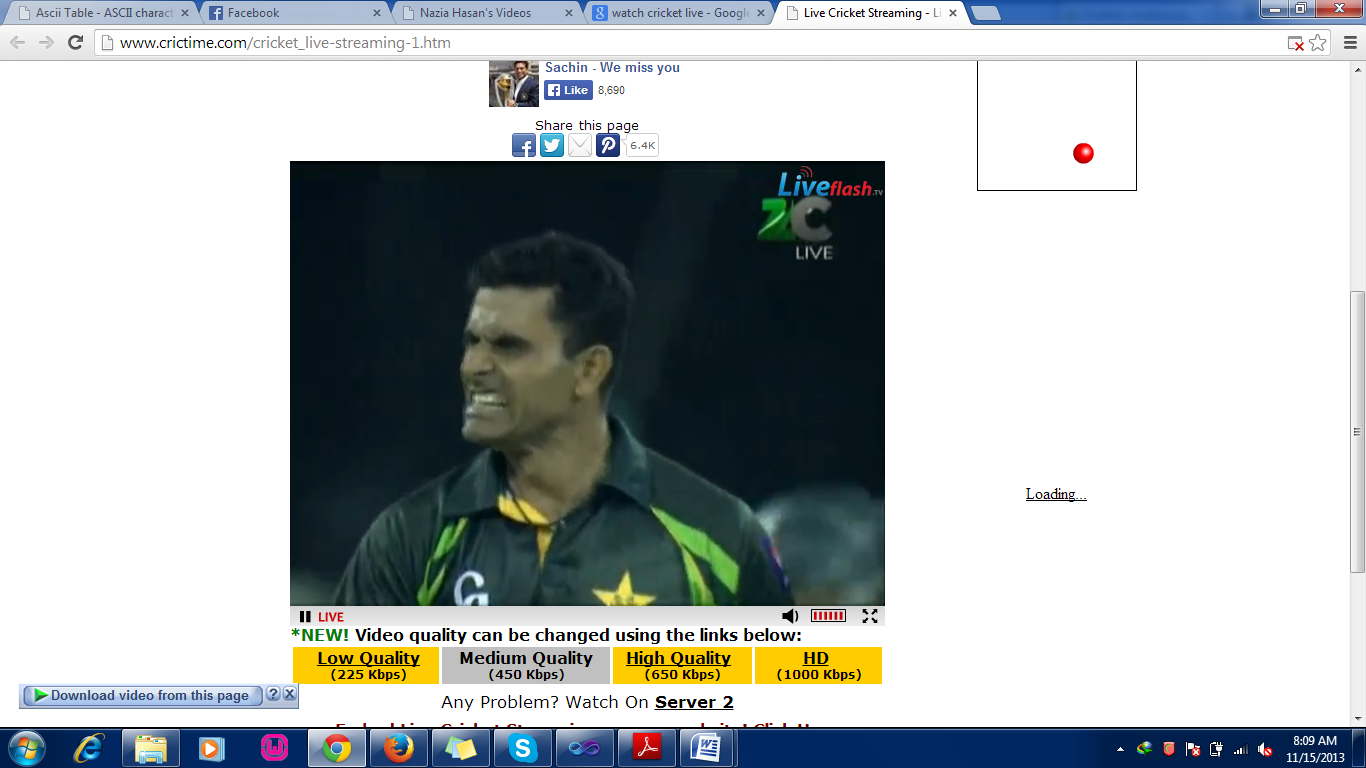 Ascii Table - ASCII charact
Facebook
Nazia Hasan's Videos
watch cricket live - Googl
Live Cricket Streaming - Li
www.crictime.com/cricket_live-streaming-1.htm
Sachin - We miss you
Like 8,690
Share this page
6.4K
Liveflash.TV
ZC
LIVE
LIVE
*NEW! Video quality can be changed using the links below:
Low Quality
(225 Kbps)
Medium Quality
(450 Kbps)
High Quality
(650 Kbps)
HD
(1000 Kbps)
Loading...
Download video from this page
Any Problem? Watch On Server 2
8:09 AM
11/15/2013